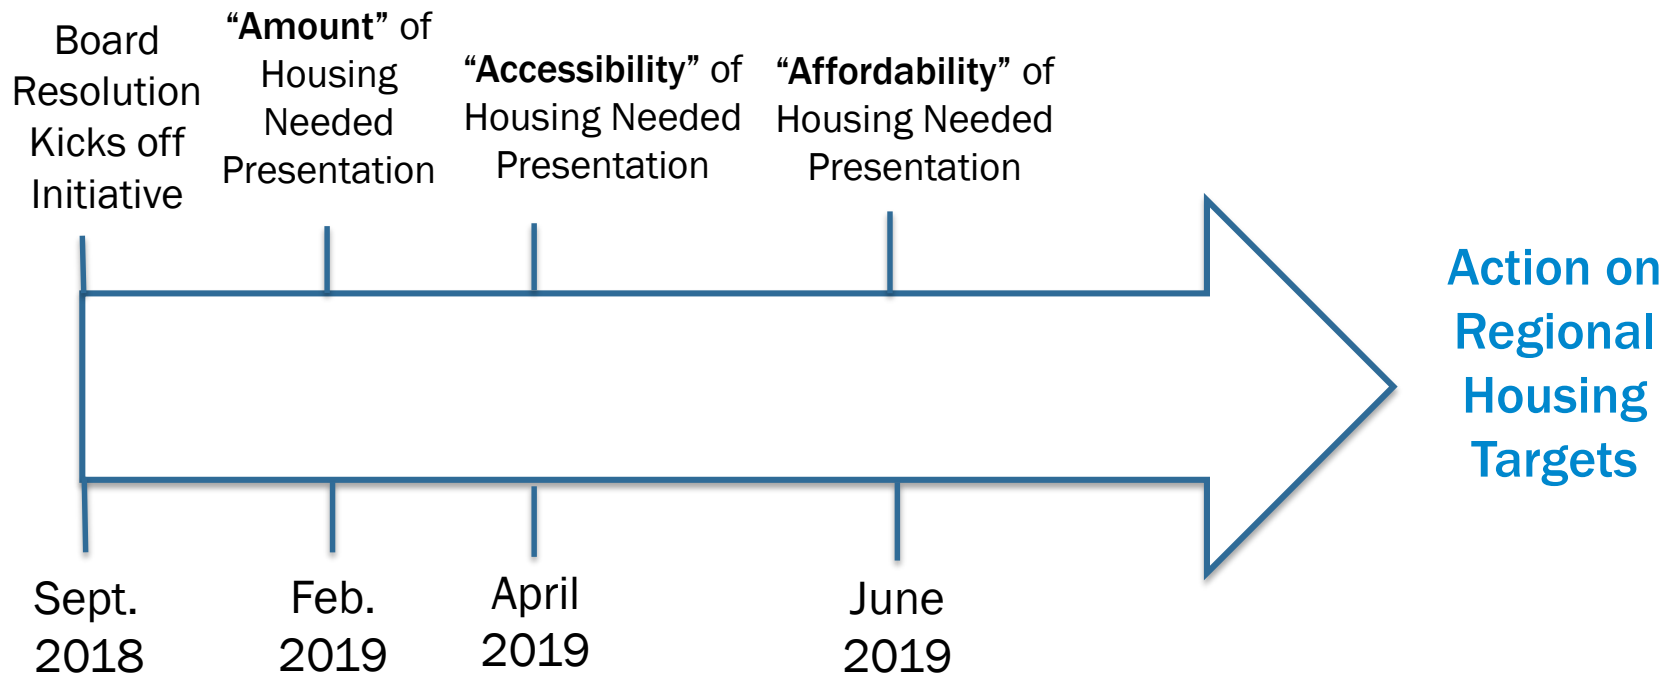 Board
Resolution
Kicks off
Initiative
“Amount” of
Housing
Needed
Presentation
“Accessibility” of
Housing Needed
Presentation
“Affordability” of
Housing Needed
Presentation
Action on
Regional
Housing
Targets
Sept.
2018
Feb.
2019
April
2019
June
2019